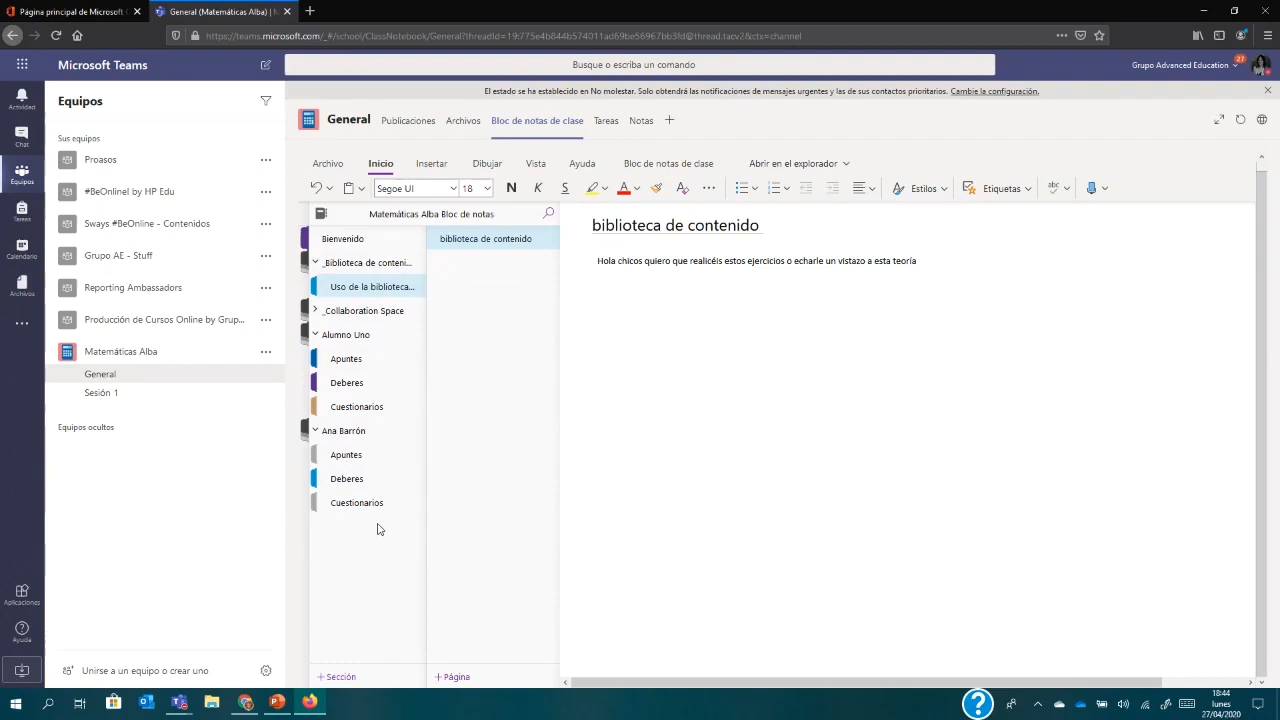 Página principal de Microsoft
General (Matemáticas Alba) | M
https://teams.microsoft.com/_#/school/ClassNotebook/General?threadId=19:775e4b844b574011ad69be56967bb3fd@thread.tacv2&ctx=channel
Microsoft Teams
Busque o escriba un comando
Grupo Advanced Education
27
El estado se ha establecido en No molestar. Solo obtendrá las notificaciones de mensajes urgentes y las de sus contactos prioritarios. Cambie la configuración.
Actividad
Chat
Equipos
Tareas
Calendario
Archivos
Aplicaciones
Ayuda
Equipos
Sus equipos
Proasos
#BeOnlinel by HP Edu
Sways #BeOnline - Contenidos
Grupo AE - Stuff
Reporting Ambassadors
Producción de Cursos Online by Grup...
Matemáticas Alba
General
Sesión 1
Equipos ocultos
Unirse a un equipo o crear uno
General Publicaciones Archivos Bloc de notas de clase Tareas Notas
Archivo Inicio Insertar Dibujar Vista Ayuda Bloc de notas de clase Abrir en el explorador
Segoe UI 18 N K S A Estilos Etiquetas abc
Matemáticas Alba Bloc de notas
Bienvenido
_Biblioteca de conteni...
Uso de la biblioteca...
_Collaboration Space
Alumno Uno
Apuntes
Deberes
Cuestionarios
Ana Barrón
Apuntes
Deberes
Cuestionarios
+ Sección
biblioteca de contenido
+ Página
biblioteca de contenido
Hola chicos quiero que realicéis estos ejercicios o echarle un vistazo a esta teoría
18:44
lunes
27/04/2020